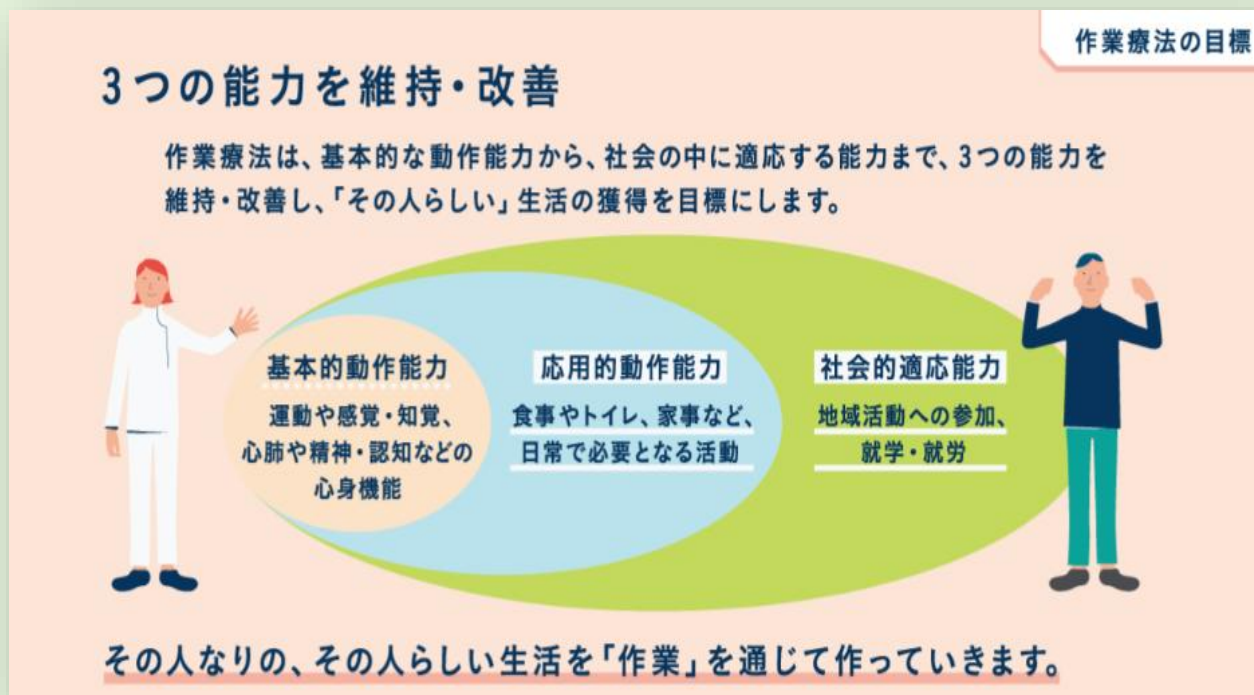 作業療法の目標
3つの能力を維持・改善
作業療法は、基本的な動作能力から、社会の中に適応する能力まで、3つの能力を
維持・改善し、「その人らしい」生活の獲得を目標にします。
基本的動作能力
運動や感覚・知覚、
心肺や精神・認知などの
心身機能
応用的動作能力
食事やトイレ、家事など、
日常で必要となる活動
社会的適応能力
地域活動への参加、
就学・就労
その人なりの、その人らしい生活を「作業」を通じて作っていきます。